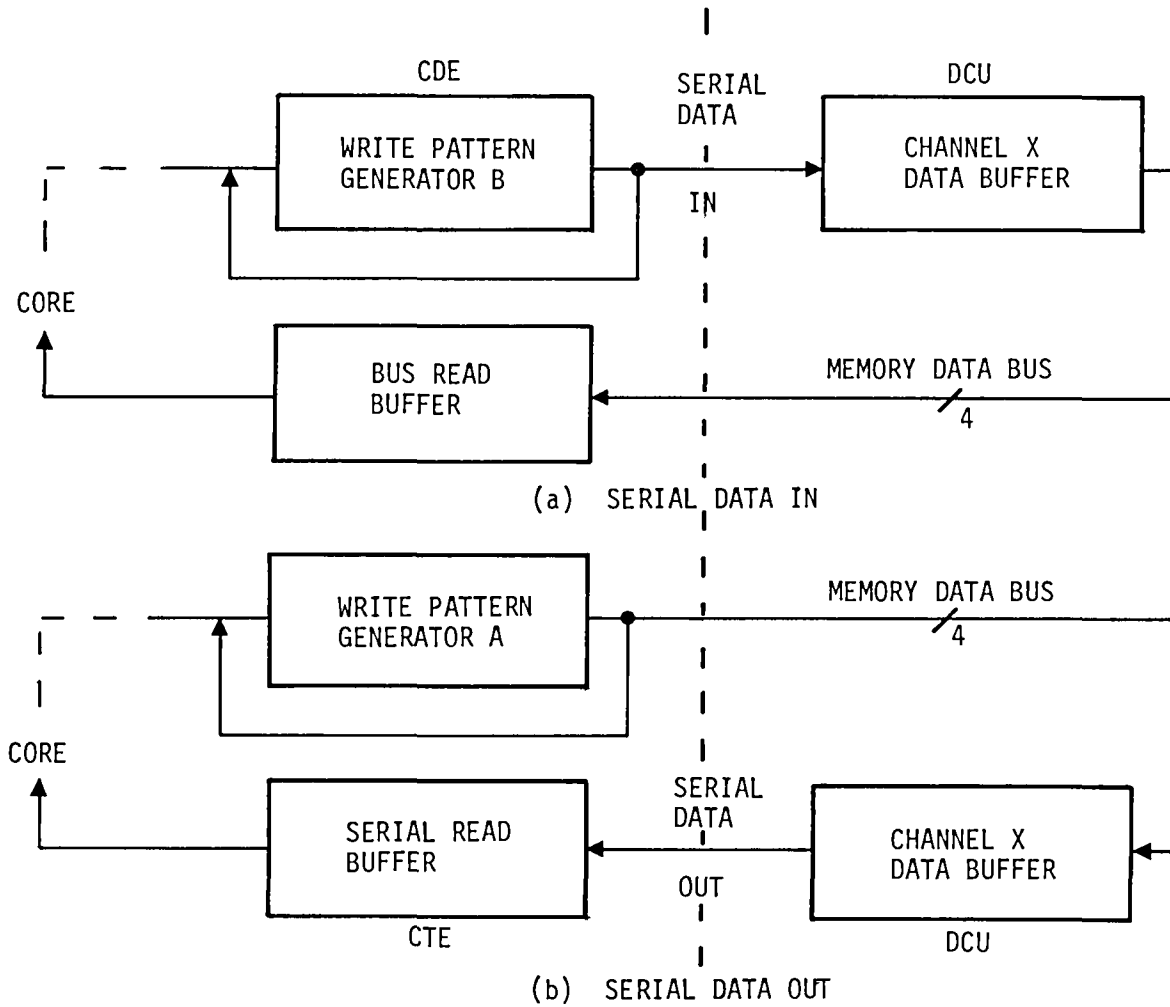 CDE
SERIAL
DATA
DCU
WRITE PATTERN
GENERATOR B
CHANNEL X
DATA BUFFER
IN
CORE
BUS READ
BUFFER
MEMORY DATA BUS
4
(a) SERIAL DATA IN
WRITE PATTERN
GENERATOR A
MEMORY DATA BUS
4
CORE
SERIAL
DATA
SERIAL READ
BUFFER
CHANNEL X
DATA BUFFER
OUT
CTE
DCU
(b) SERIAL DATA OUT